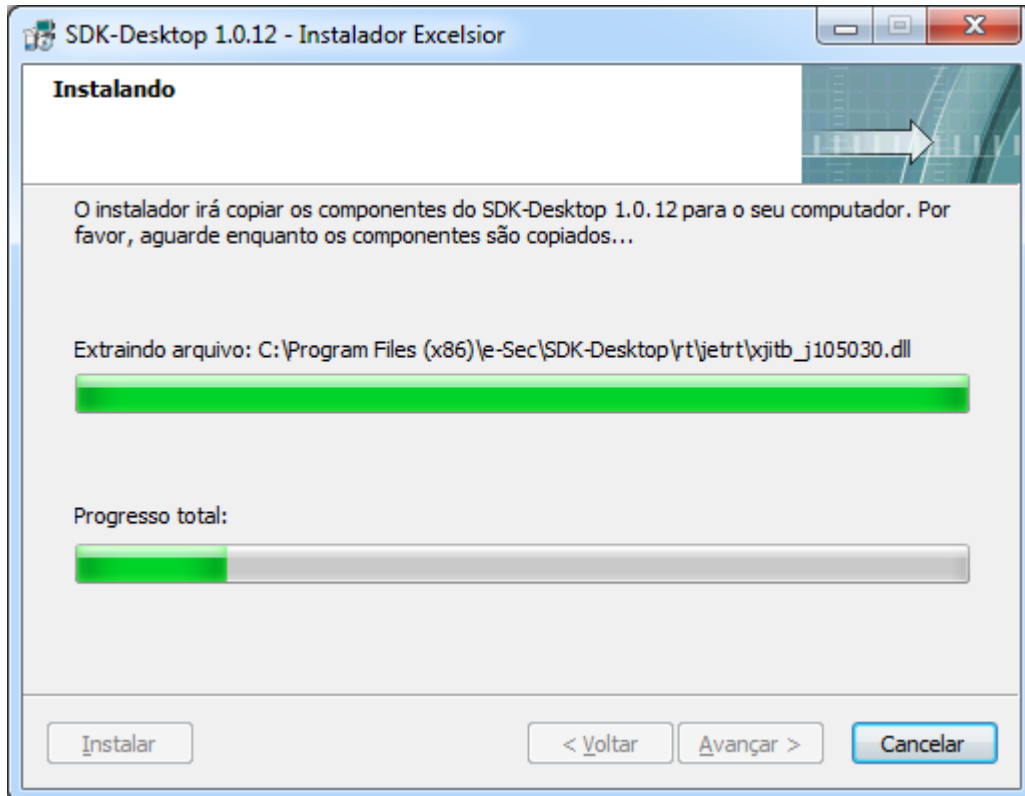 SDK-Desktop 1.0.12 - Instalador Excelsior
Instalando
O instalador irá copiar os componentes do SDK-Desktop 1.0.12 para o seu computador. Por
favor, aguarde enquanto os componentes são copiados...
Extraindo arquivo: C:\Program Files (x86)\e-Sec\SDK-Desktop\rt\jetrt\xjitb_j105030.dll
Progresso total:
Instalar
< Voltar
Avançar >
Cancelar